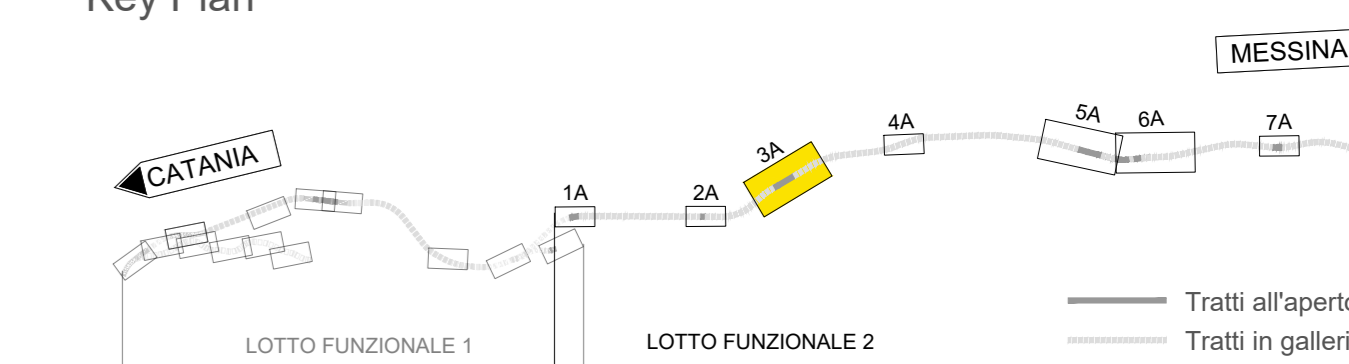 Key Plan
MESSINA
CATANIA
1A
2A
3A
4A
5A
6A
7A
LOTTO FUNZIONALE 1
LOTTO FUNZIONALE 2
Tratti all'aperto
Tratti in galleri